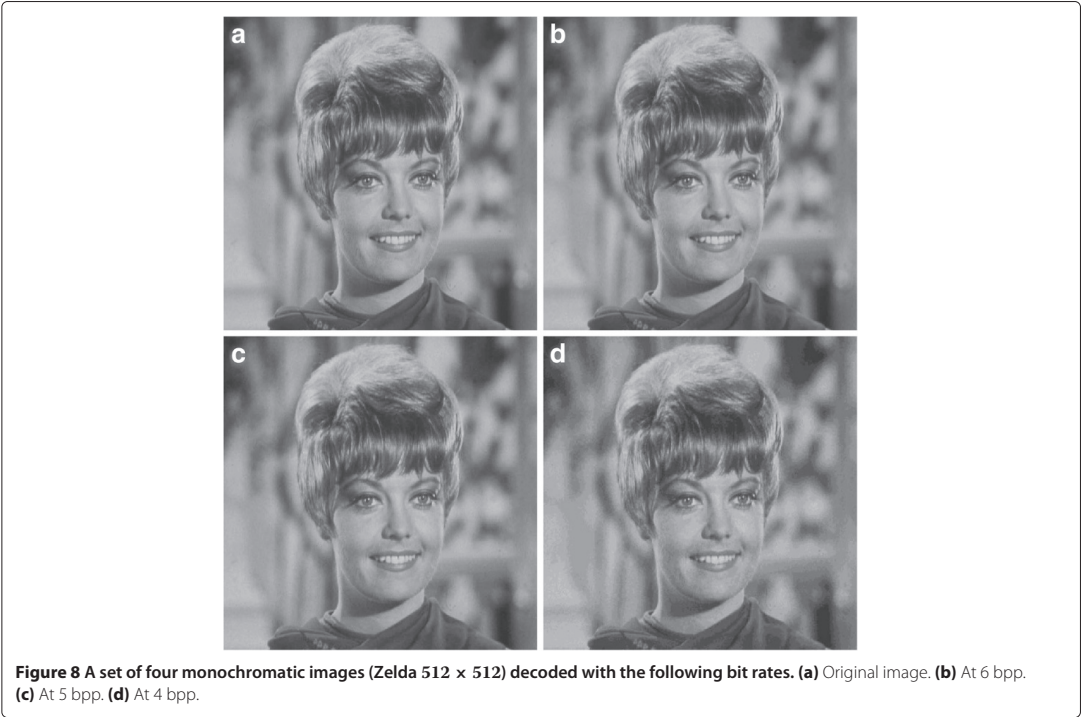 a
b
c
d
Figure 8 A set of four monochromatic images (Zelda 512 × 512) decoded with the following bit rates. (a) Original image. (b) At 6 bpp.
(c) At 5 bpp. (d) At 4 bpp.